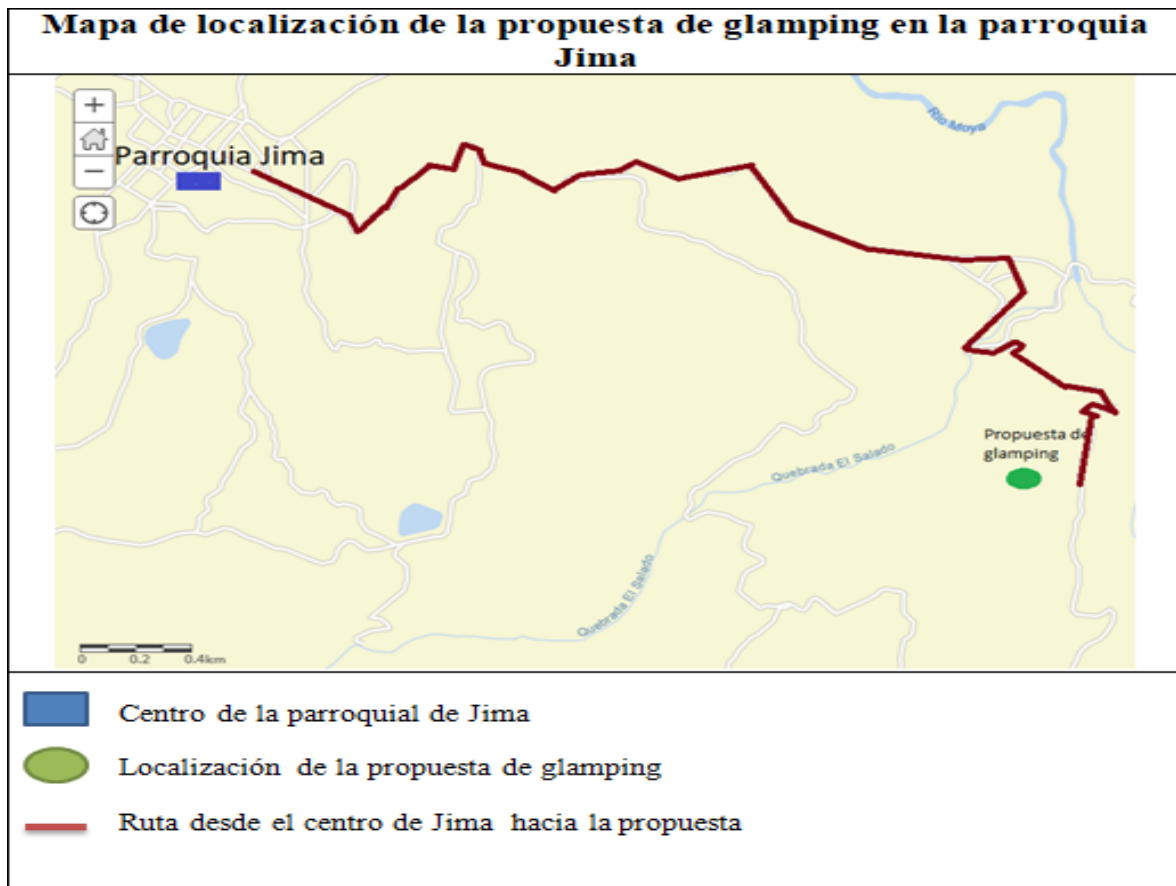 Mapa de localización de la propuesta de glamping en la parroquia
Jima
+
−
Parroquia Jima
Río Moya
Propuesta de
glamping
Quebrada El Salado
Quebrada El Salado
0 0.2 0.4km
Centro de la parroquial de Jima
Localización de la propuesta de glamping
Ruta desde el centro de Jima hacia la propuesta